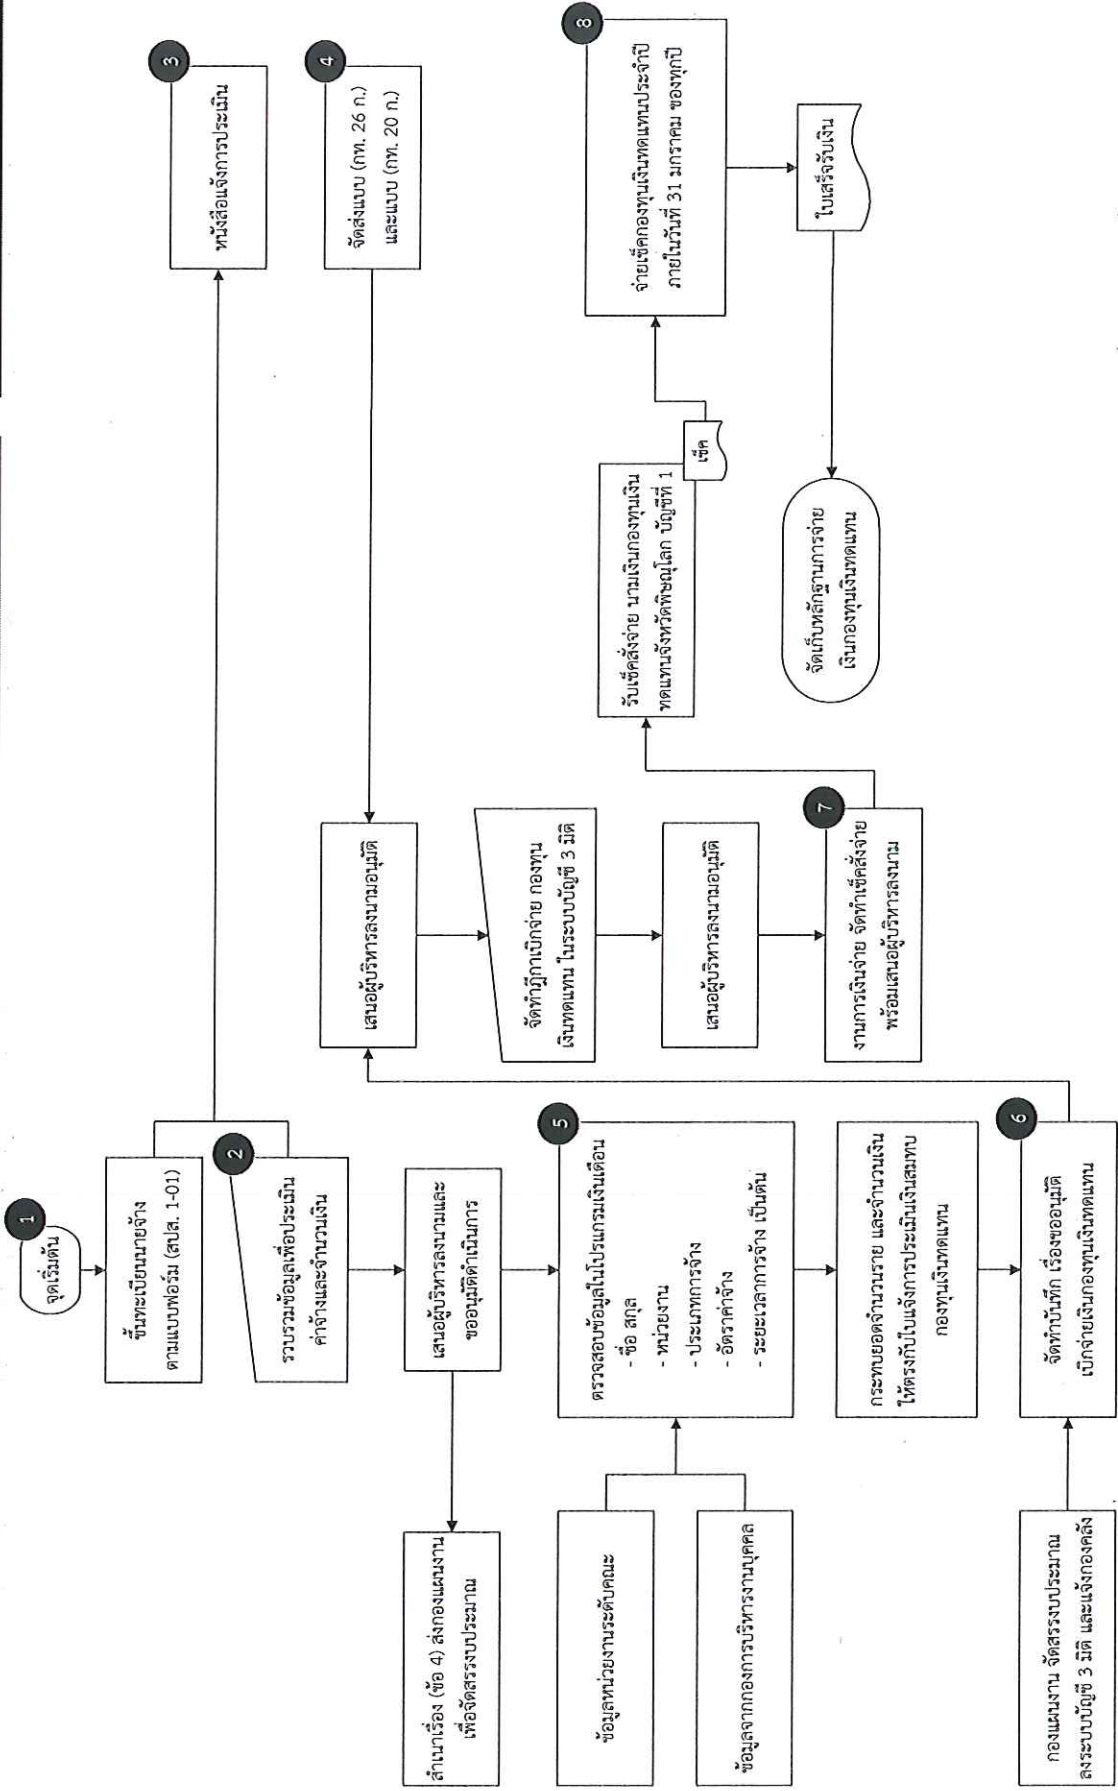 1
จุดเริ่มต้น
ขึ้นทะเบียนนายจ้าง
ตามแบบฟอร์ม (สปส. 1-01)
2
รวบรวมข้อมูลเพื่อประเมิน
ค่าจ้างและจำนวนเงิน
3
หนังสือแจ้งการประเมิน
4
จัดส่งแบบ (กท. 26 ก.)
และแบบ (กท. 20 ก.)
เสนอผู้บริหารลงนามและ
ขออนุมัติดำเนินการ
สำเนาเรื่อง (ข้อ 4) ส่งกองแผนงาน
เพื่อจัดสรรงบประมาณ
5
ตรวจสอบข้อมูลในโปรแกรมเงินเดือน
- ชื่อ สกุล
- หน่วยงาน
- ประเภทการจ้าง
- อัตราค่าจ้าง
- ระยะเวลาการจ้าง เป็นต้น
ข้อมูลหน่วยงานระดับคณะ
ข้อมูลจากกองการบริหารงานบุคคล
กระทบยอดจำนวนราย และจำนวนเงิน
ให้ตรงกับใบแจ้งการประเมินเงินสมทบ
กองทุนเงินทดแทน
6
จัดทำบันทึก เรื่องขออนุมัติ
เบิกจ่ายเงินกองทุนเงินทดแทน
กองแผนงาน จัดสรรงบประมาณ
ลงระบบบัญชี 3 มิติ และแจ้งกองคลัง
เสนอผู้บริหารลงนามอนุมัติ
จัดทำฎีกาเบิกจ่าย กองทุน
เงินทดแทน ในระบบบัญชี 3 มิติ
เสนอผู้บริหารลงนามอนุมัติ
7
งานการเงินจ่าย จัดทำเช็คสั่งจ่าย
พร้อมเสนอผู้บริหารลงนาม
รับเช็คสั่งจ่าย นามเงินกองทุนเงิน
ทดแทนจังหวัดพิษณุโลก บัญชีที่ 1
เช็ค
8
จ่ายเช็คกองทุนเงินทดแทนประจำปี
ภายในวันที่ 31 มกราคม ของทุกปี
ใบเสร็จรับเงิน
จัดเก็บหลักฐานการจ่าย
เงินกองทุนเงินทดแทน